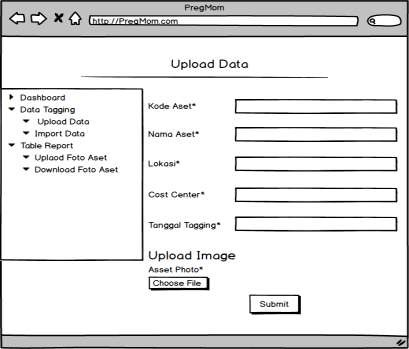 PregMom
http://PregMom.com
Upload Data
Dashboard
Data Tagging
Upload Data
Import Data
Table Report
Uplaod Foto Aset
Download Foto Aset
Kode Aset*
Nama Aset*
Lokasi*
Cost Center*
Tanggal Tagging*
Upload Image
Asset Photo*
Choose File
Submit